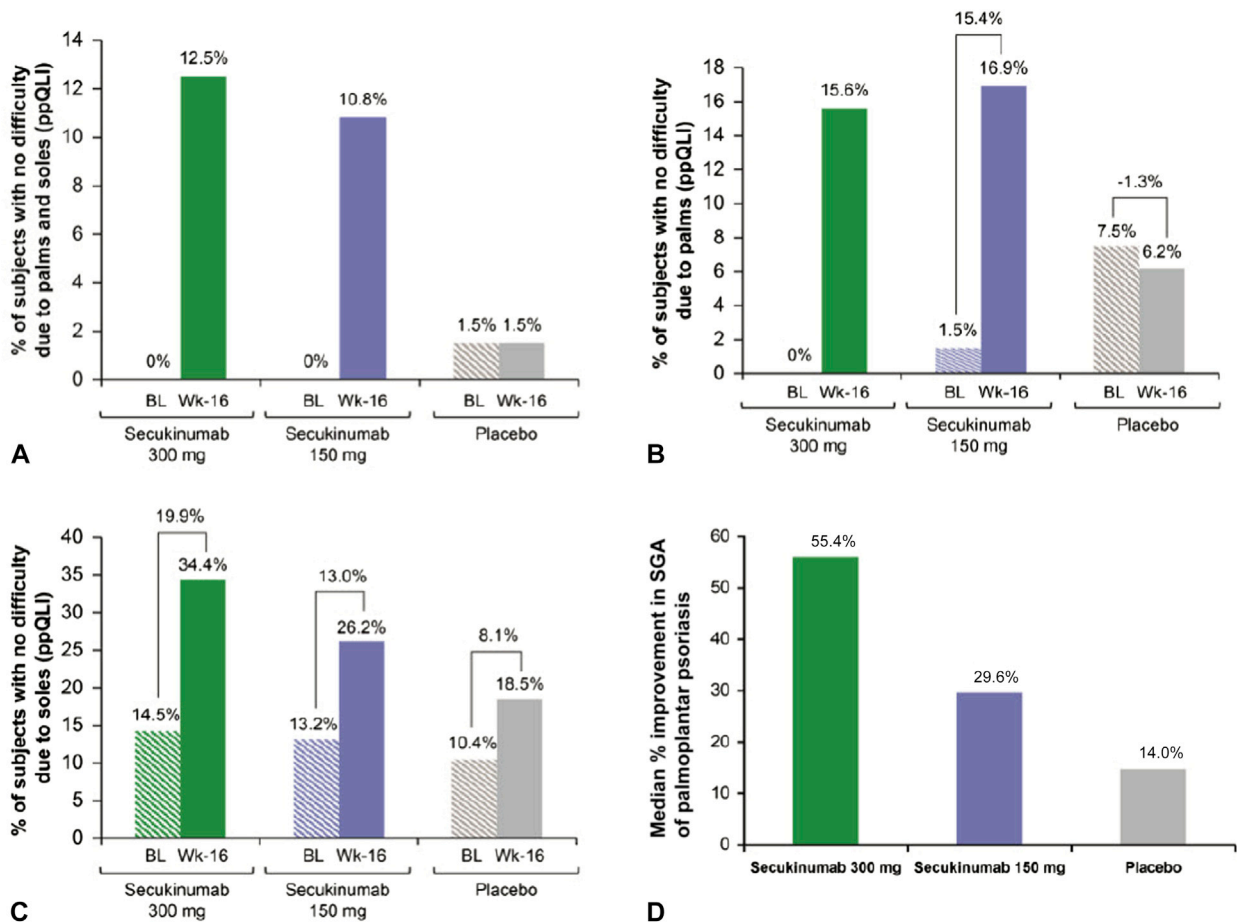 % of subjects with no difficulty
due to palms and soles (ppQLI)
14
12
10
8
6
4
2
0
0%
12.5%
0%
10.8%
1.5%
1.5%
BL
Wk-16
BL
Wk-16
BL
Wk-16
Secukinumab
300 mg
Secukinumab
150 mg
Placebo
A
% of subjects with no difficulty
due to palms (ppQLI)
18
16
14
12
10
8
6
4
2
0
0%
15.6%
15.4%
1.5%
16.9%
-1.3%
7.5%
6.2%
BL
Wk-16
BL
Wk-16
BL
Wk-16
Secukinumab
300 mg
Secukinumab
150 mg
Placebo
B
% of subjects with no difficulty
due to soles (ppQLI)
40
35
30
25
20
15
10
5
0
19.9%
14.5%
34.4%
13.0%
13.2%
26.2%
8.1%
10.4%
18.5%
BL
Wk-16
BL
Wk-16
BL
Wk-16
Secukinumab
300 mg
Secukinumab
150 mg
Placebo
C
Median % improvement in SGA
of palmoplantar psoriasis
60
50
40
30
20
10
0
55.4%
29.6%
14.0%
Secukinumab 300 mg
Secukinumab 150 mg
Placebo
D